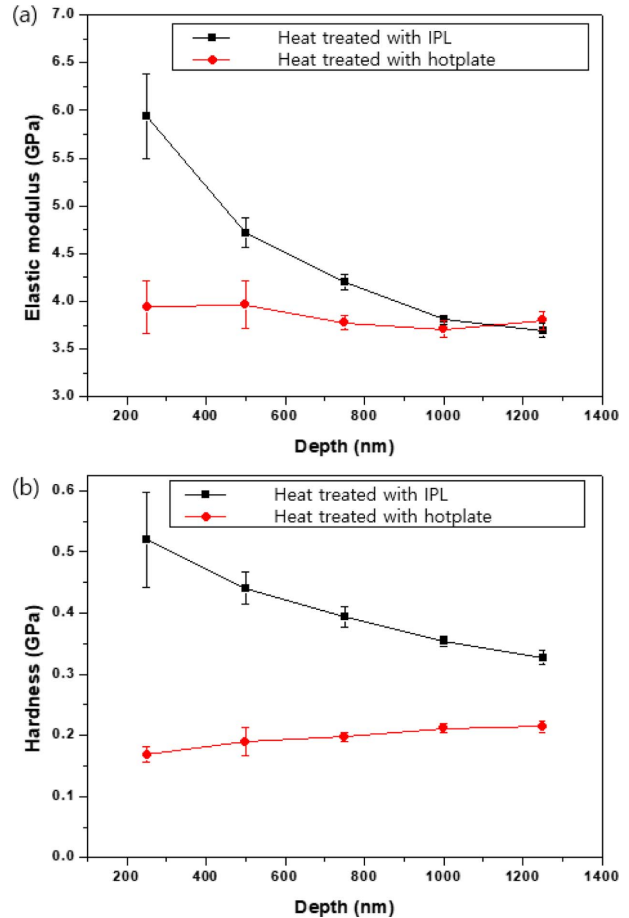 (a)
7.0
6.5
6.0
5.5
5.0
4.5
4.0
3.5
3.0
Elastic modulus (GPa)
Heat treated with IPL
Heat treated with hotplate
200 400 600 800 1000 1200 1400
Depth (nm)
(b)
0.6
0.5
0.4
0.3
0.2
0.1
0.0
Hardness (GPa)
Heat treated with IPL
Heat treated with hotplate
200 400 600 800 1000 1200 1400
Depth (nm)